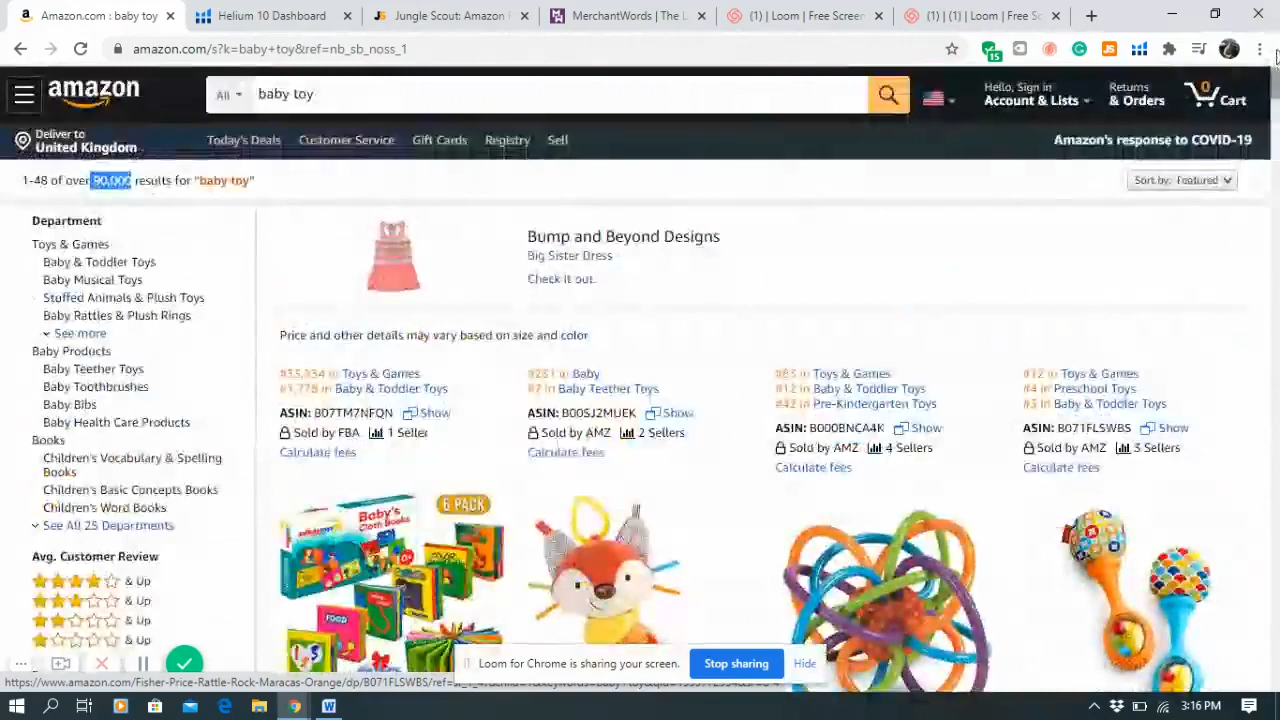 Amazon.com : baby toy
Helium 10 Dashboard
Jungle Scout: Amazon
MerchantWords | The L
(1) | Loom | Free Screen
(1) | (1) | Loom | Free Sc
amazon.com/s?k=baby+toy&ref=nb_sb_noss_1
15
JS
amazon
All
baby toy
Hello, Sign in
Account & Lists
Returns
& Orders
0
Cart
Deliver to
United Kingdom
Today's Deals
Customer Service
Gift Cards
Registry
Sell
Amazon's response to COVID-19
1-48 of over 90,000 results for "baby toy"
Sort by: Featured
Department
Toys & Games
Baby & Toddler Toys
Baby Musical Toys
Stuffed Animals & Plush Toys
Baby Rattles & Plush Rings
See more
Baby Products
Baby Teether Toys
Baby Toothbrushes
Baby Bibs
Baby Health Care Products
Books
Children's Vocabulary & Spelling
Books
Children's Basic Concepts Books
Children's Word Books
See All 25 Departments
Avg. Customer Review
& Up
& Up
& Up
& Up
Bump and Beyond Designs
Big Sister Dress
Check it out.
Price and other details may vary based on size and color
in Toys & Games
#1,778 in Baby & Toddler Toys
ASIN: B07TM7NFQN Show
Sold by FBA 1 Seller
Calculate fees
6 PACK
Baby's
Cloth Books
FOOD
in Baby
#7 in Baby Teether Toys
ASIN: B00SJ2MUEK Show
Sold by AMZ 2 Sellers
Calculate fees
#85 in Toys & Games
#12 in Baby & Toddler Toys
#42 in Pre-Kindergarten Toys
ASIN: B000BNCA4K Show
Sold by AMZ 4 Sellers
Calculate fees
#12 in Toys & Games
#4 in Preschool Toys
in Baby & Toddler Toys
ASIN: B071FLSWBS Show
Sold by AMZ 3 Sellers
Calculate fees
Loom for Chrome is sharing your screen.
Stop sharing
Hide
3:16 PM